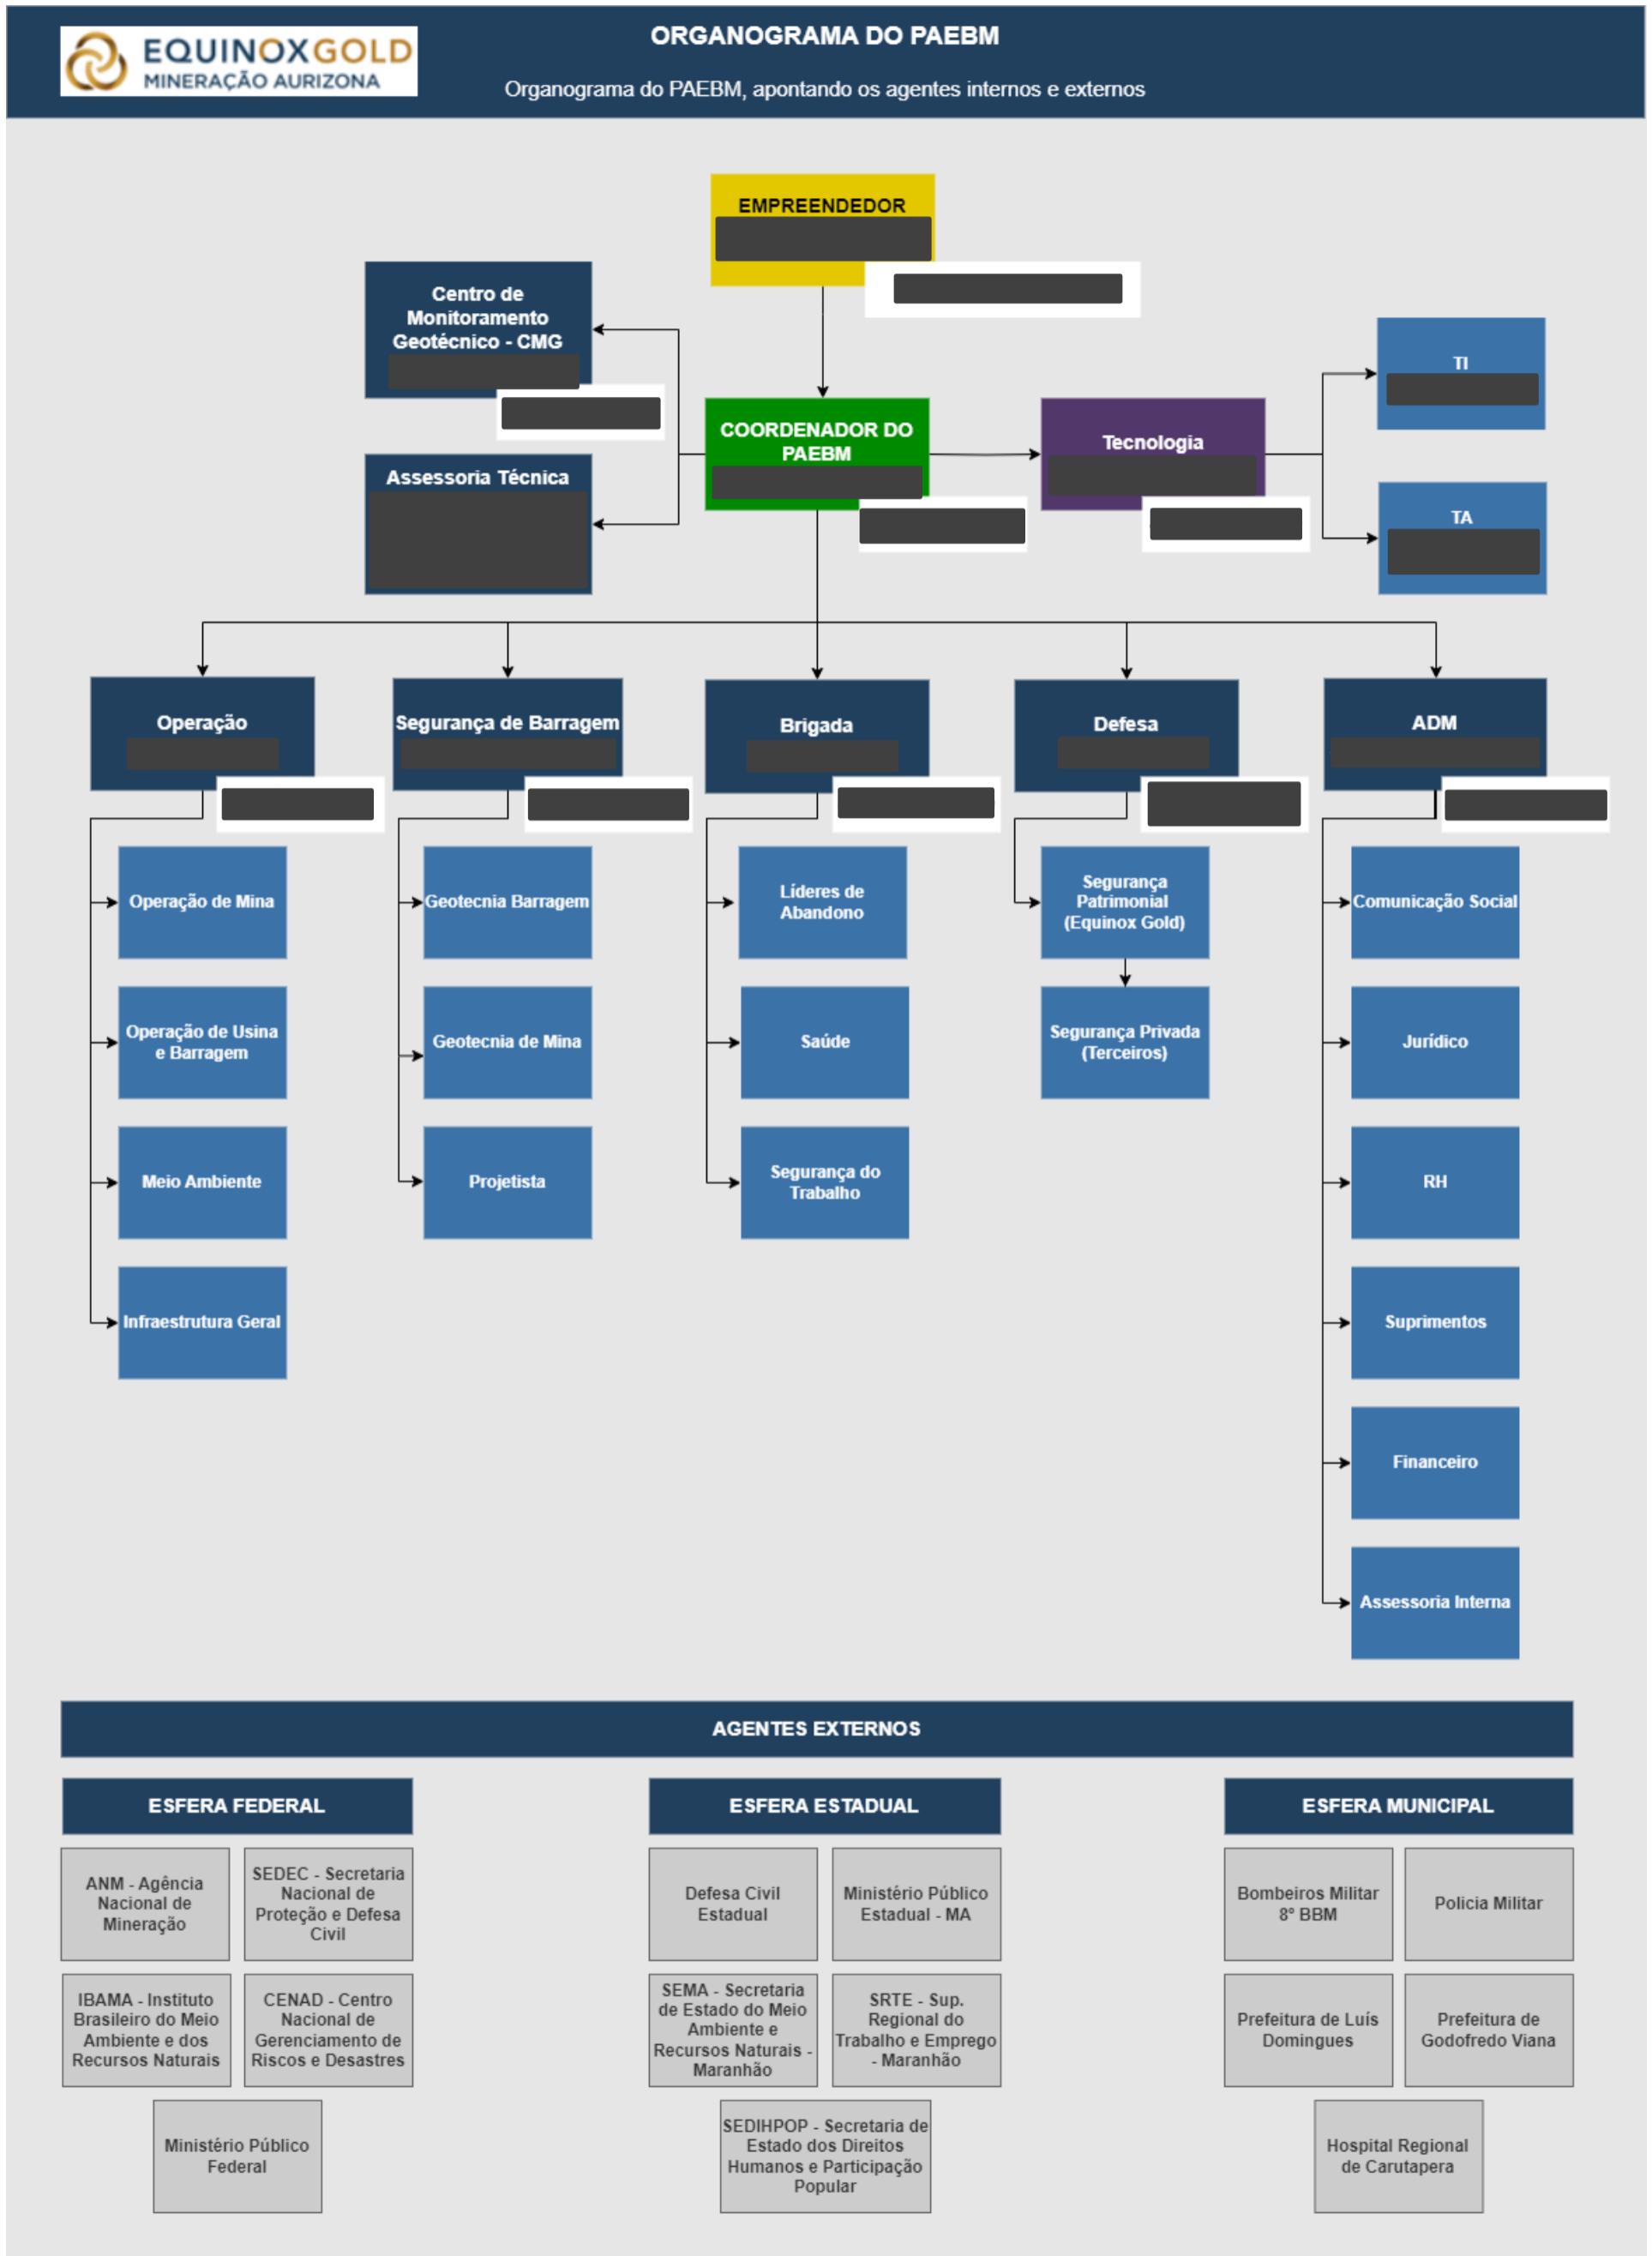 EQUINOXGOLD
MINERAÇÃO AURIZONA
ORGANOGRAMA DO PAEBM
Organograma do PAEBM, apontando os agentes internos e externos
EMPREENDEDOR
Centro de
Monitoramento
Geotécnico - CMG
Assessoria Técnica
COORDENADOR DO
PAEBM
Tecnologia
TI
TA
Operação
Segurança de Barragem
Brigada
Defesa
ADM
Operação de Mina
Operação de Usina
e Barragem
Meio Ambiente
Infraestrutura Geral
Geotecnia Barragem
Geotecnia de Mina
Projetista
Líderes de
Abandono
Saúde
Segurança do
Trabalho
Segurança
Patrimonial
(Equinox Gold)
Segurança Privada
(Terceiros)
Comunicação Social
Jurídico
RH
Suprimentos
Financeiro
Assessoria Interna
AGENTES EXTERNOS
ESFERA FEDERAL
ANM - Agência
Nacional de
Mineração
SEDEC - Secretaria
Nacional de
Proteção e Defesa
Civil
IBAMA - Instituto
Brasileiro do Meio
Ambiente e dos
Recursos Naturais
CENAD - Centro
Nacional de
Gerenciamento de
Riscos e Desastres
Ministério Público
Federal
ESFERA ESTADUAL
Defesa Civil
Estadual
Ministério Público
Estadual - MA
SEMA - Secretaria
de Estado do Meio
Ambiente e
Recursos Naturais -
Maranhão
SRTE - Sup.
Regional do
Trabalho e Emprego
- Maranhão
SEDIHPOP - Secretaria de
Estado dos Direitos
Humanos e Participação
Popular
ESFERA MUNICIPAL
Bombeiros Militar
8º BBM
Policia Militar
Prefeitura de Luís
Domingues
Prefeitura de
Godofredo Viana
Hospital Regional
de Carutapera